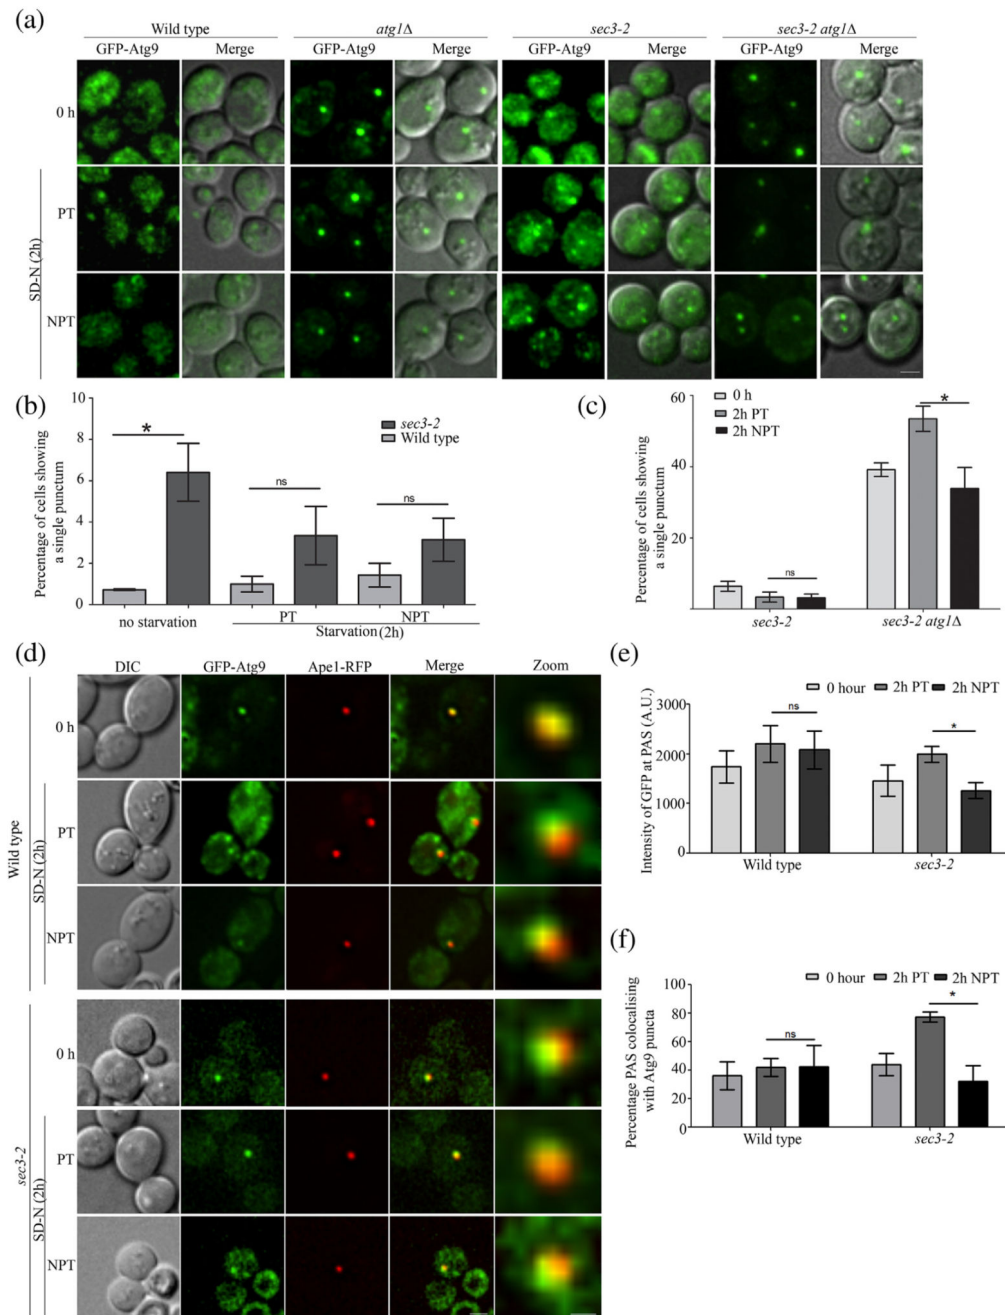 (a)
Wild type atg1Δ sec3-2 sec3-2 atg1Δ
GFP-Atg9 Merge GFP-Atg9 Merge GFP-Atg9 Merge GFP-Atg9 Merge
0 h
PT
NPT
SD-N (2h)
(b)
Percentage of cells showing
a single punctum
8
6
4
2
0
*
ns
ns
sec3-2
Wild type
no starvation
PT
NPT
Starvation(2h)
(c)
Percentage of cells showing
a single punctum
60
40
20
0
0 h
2h PT
2h NPT
ns
*
sec3-2
sec3-2 atg1Δ
(d)
DIC GFP-Atg9 Ape1-RFP Merge Zoom
Wild type
SD-N (2h)
0 h
PT
NPT
sec3-2
SD-N (2h)
0 h
PT
NPT
(e)
0 hour 2h PT 2h NPT
Intensity of GFP at PAS (A.U.)
3000
2000
1000
0
ns
*
Wild type
sec3-2
(f)
0 hour 2h PT 2h NPT
Percentage PAS colocalising
with Atg9 puncta
100
80
60
40
20
0
ns
*
Wild type
sec3-2